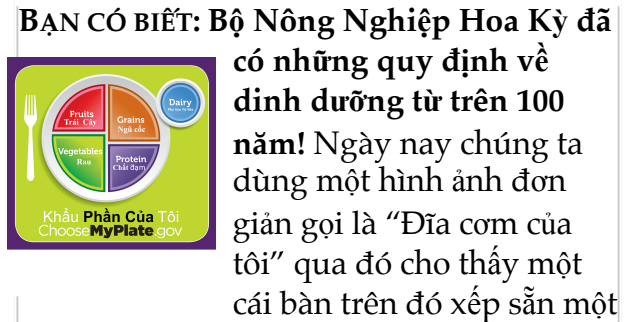 BẠN CÓ BIẾT: Bộ Nông Nghiệp Hoa Kỳ đã
có những quy định về
dinh dưỡng từ trên 100
năm! Ngày nay chúng ta
dùng một hình ảnh đơn
giản gọi là “Đĩa cơm của
tôi” qua đó cho thấy một
cái bàn trên đó xếp sẵn một
Fruits
Trái Cây
Grains
Ngũ cốc
Dairy
Vegetables
Rau
Protein
Chất đạm
Khẩu Phần Của Tôi
ChooseMyPlate.gov